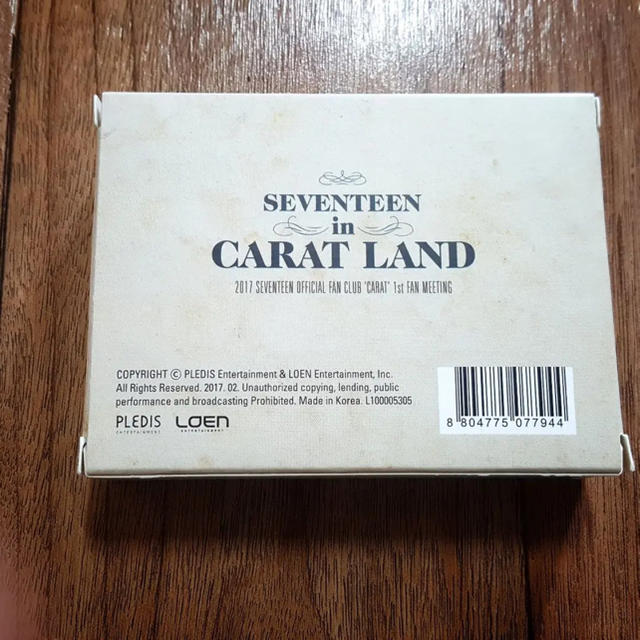 SEVENTEEN
in
CARAT LAND
2017 SEVENTEEN OFFICIAL FAN CLUB 'CARAT' 1st FAN MEETING
COPYRIGHT ⓒ PLEDIS Entertainment & LOEN Entertainment, Inc.
All Rights Reserved. 2017. 02. Unauthorized copying, lending, public
performance and broadcasting Prohibited. Made in Korea. L100005305
PLEDIS LOEN
ENTERTAINMENT entertainment
8 804775 077944